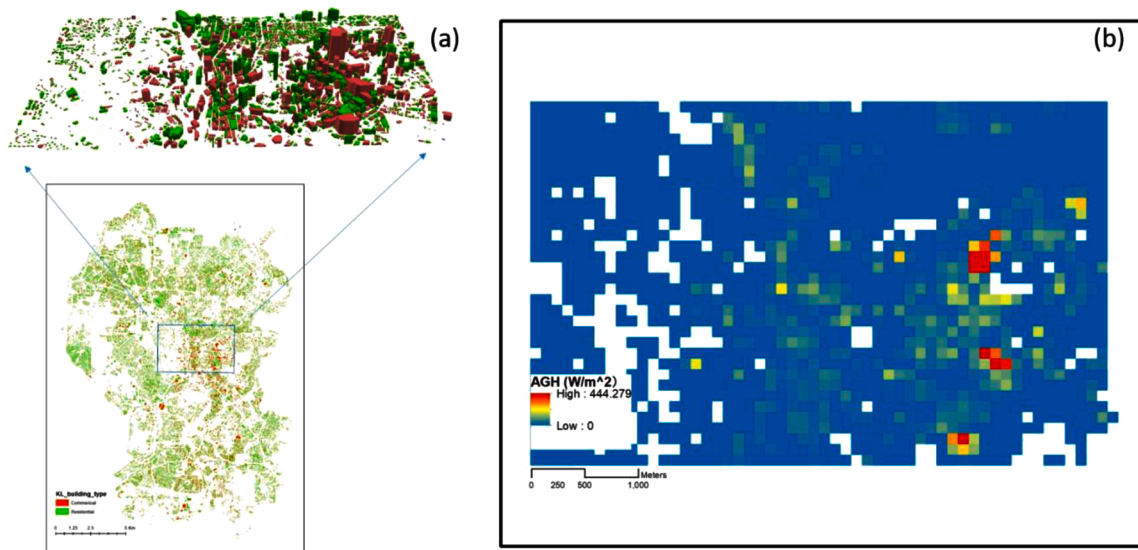 (a)
KL_building_type
Commerical
Residential
0 1.25 2.5 5 Km
(b)
AGH (W/m^2)
High : 444.279
Low : 0
Meters
0 250 500 1,000